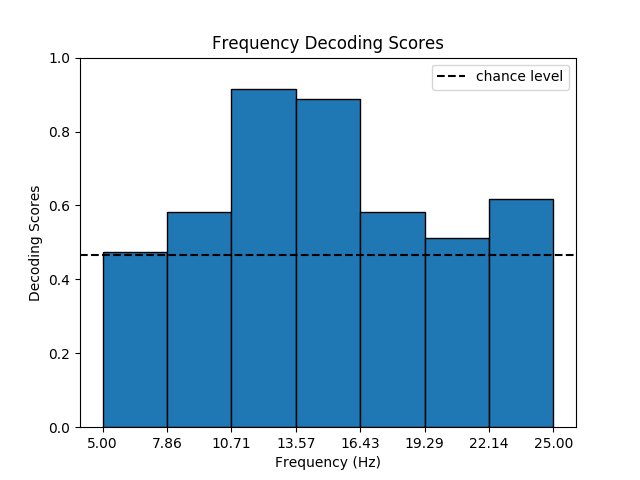 Frequency Decoding Scores
1.0
chance level
0.8
0.6
Decoding Scores
0.4
0.2
0.0
5.00 7.86 10.71 13.57 16.43 19.29 22.14 25.00
Frequency (Hz)